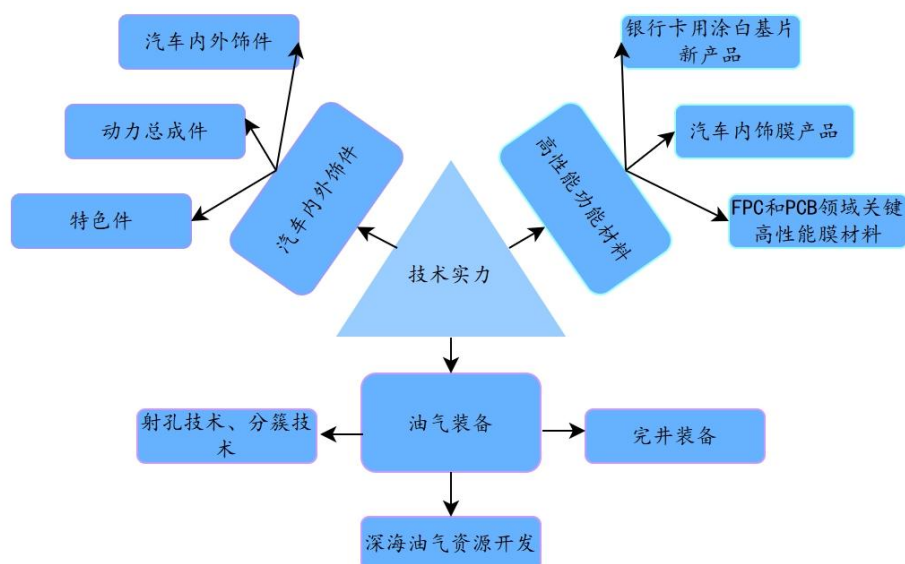 汽车内外饰件
动力总成件
特色件
汽车内外饰件
银行卡用涂白基片
新产品
汽车内饰膜产品
FPC和PCB领域关键
高性能膜材料
高性能功能材料
技术实力
油气装备
射孔技术、分簇技
术
完井装备
深海油气资源开发